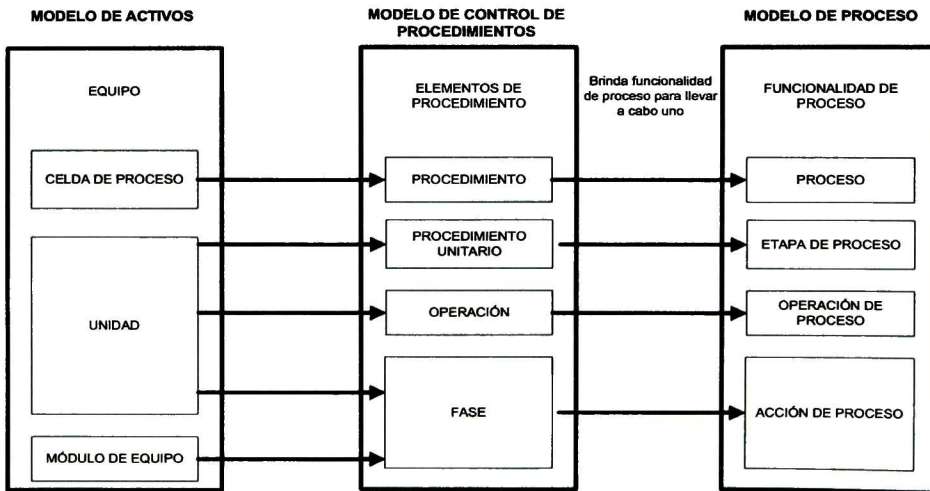 MODELO DE ACTIVOS
MODELO DE CONTROL DE
PROCEDIMIENTOS
MODELO DE PROCESO
EQUIPO
ELEMENTOS DE
PROCEDIMIENTO
Brinda funcionalidad
de proceso para llevar
a cabo uno
FUNCIONALIDAD DE
PROCESO
CELDA DE PROCESO
PROCEDIMIENTO
PROCESO
UNIDAD
PROCEDIMIENTO
UNITARIO
ETAPA DE PROCESO
OPERACIÓN
OPERACIÓN DE
PROCESO
FASE
ACCIÓN DE PROCESO
MÓDULO DE EQUIPO